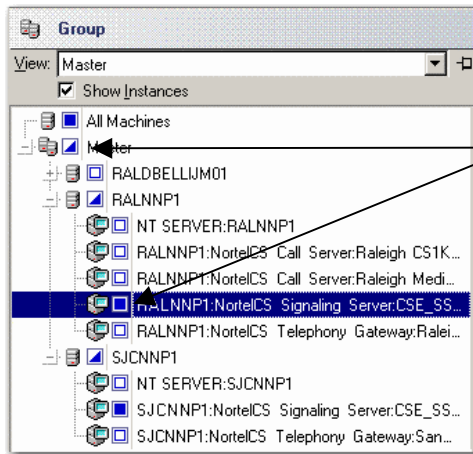 Group
View: Master
Show Instances
All Machines
Master
RALDBELLIJM01
RALNNP1
NT SERVER:RALNNP1
RALNNP1:NortelCS Call Server:Raleigh CS1K...
RALNNP1:NortelCS Call Server:Raleigh Medi...
RALNNP1:NortelCS Signaling Server:CSE_SS...
RALNNP1:NortelCS Telephony Gateway:Ralei...
SJCNNP1
NT SERVER:SJCNNP1
SJCNNP1:NortelCS Signaling Server:CSE_SS...
SJCNNP1:NortelCS Telephony Gateway:San...